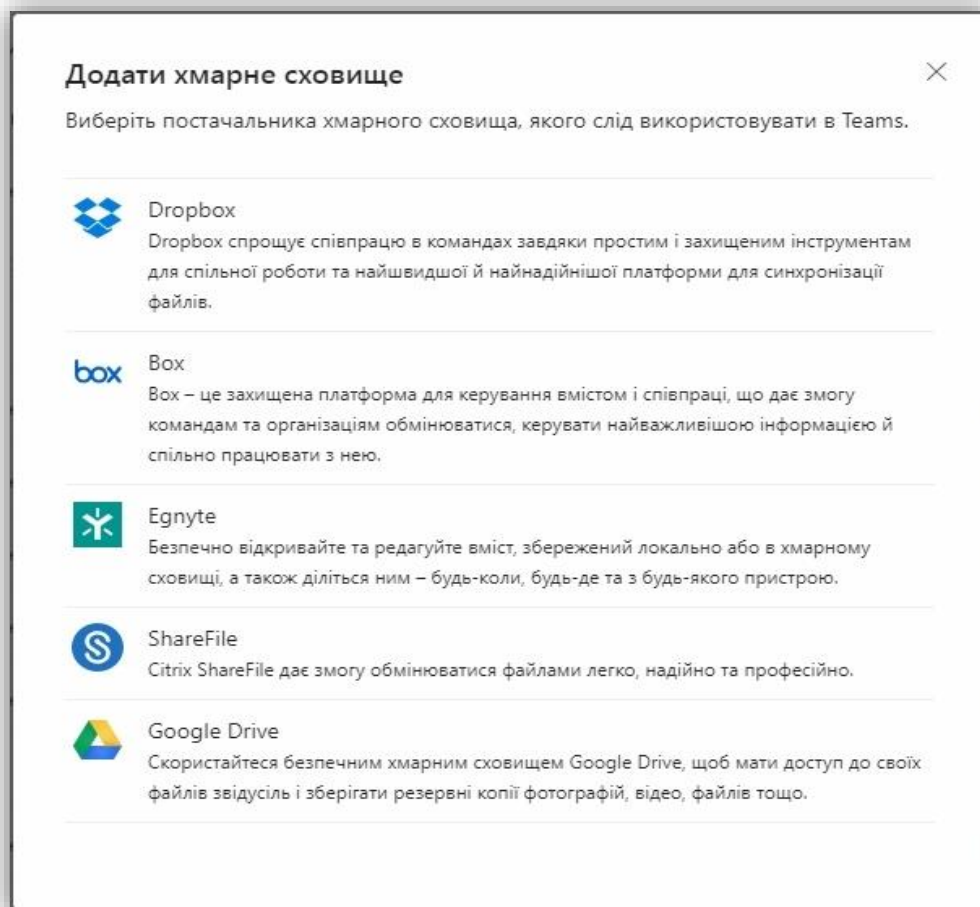 Додати хмарне сховище
Виберіть постачальника хмарного сховища, якого слід використовувати в Teams.
Dropbox
Dropbox спрощує співпрацю в командах завдяки простим і захищеним інструментам
для спільної роботи та найшвидшої й найнадійнішої платформи для синхронізації
файлів.
box
Box
Box – це захищена платформа для керування вмістом і співпраці, що дає змогу
командам та організаціям обмінюватися, керувати найважливішою інформацією й
спільно працювати з нею.
Egnyte
Безпечно відкривайте та редагуйте вміст, збережений локально або в хмарному
сховищі, а також діліться ним – будь-коли, будь-де та з будь-якого пристрою.
ShareFile
Citrix ShareFile дає змогу обмінюватися файлами легко, надійно та професійно.
Google Drive
Скористайтеся безпечним хмарним сховищем Google Drive, щоб мати доступ до своїх
файлів звідусіль і зберігати резервні копії фотографій, відео, файлів тощо.